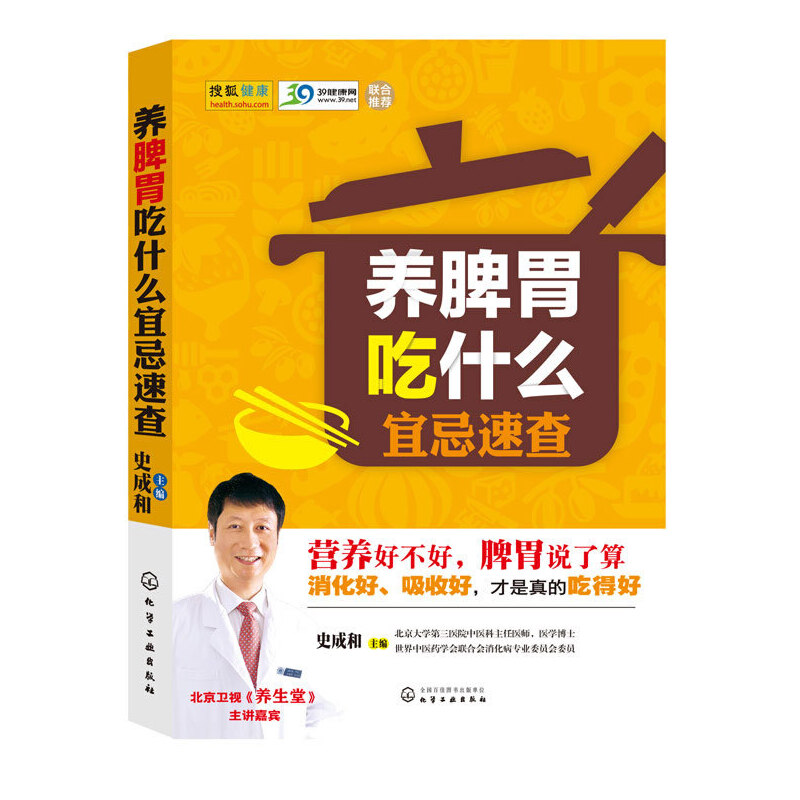 搜狐健康
health.sohu.com
39健康网
www.39.net
联合
推荐
养脾胃
吃什么
宜忌速查
营养好不好，脾胃说了算
消化好、吸收好，才是真的吃得好
史成和 主编
北京大学第三医院中医科主任医师，医学博士
世界中医药学会联合会消化病专业委员会委员
北京卫视《养生堂》
主讲嘉宾
全国百佳图书出版单位
化学工业出版社
养脾胃吃什么宜忌速查
史成和 主编
化学工业出版社